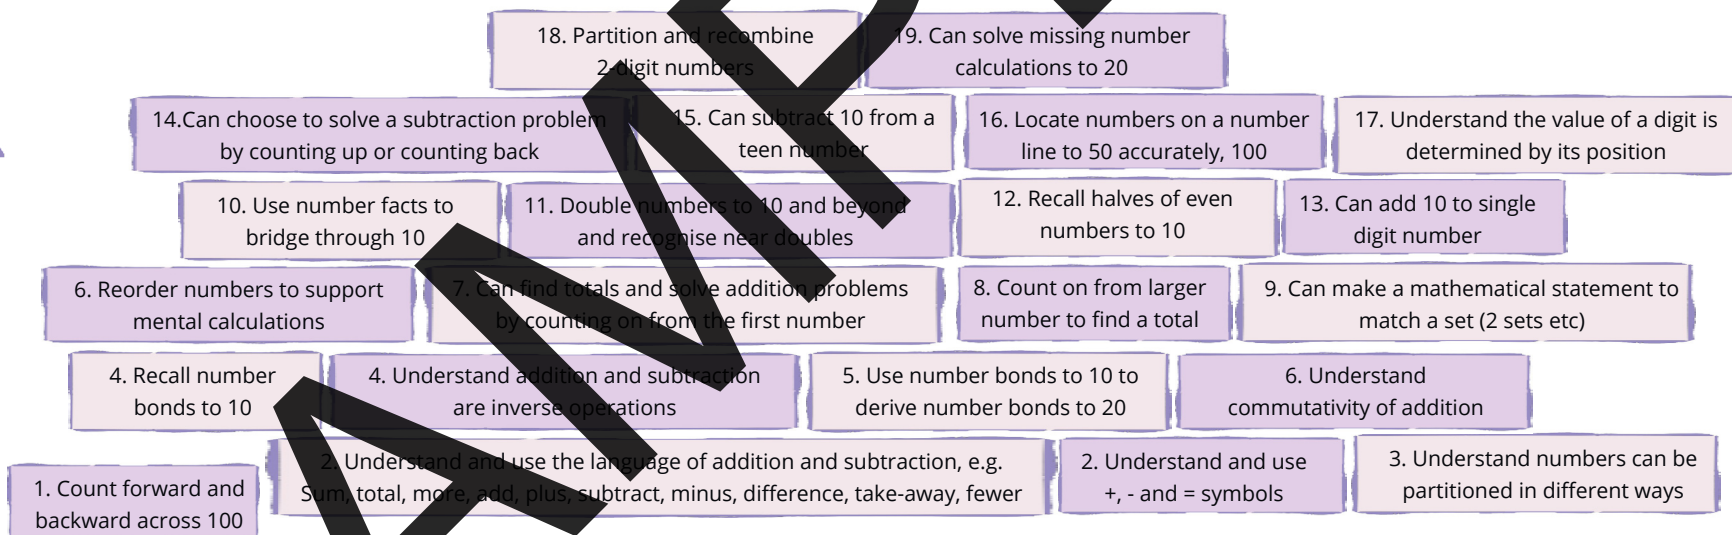 18. Partition and recombine
2-digit numbers
19. Can solve missing number
calculations to 20
14.Can choose to solve a subtraction problem
by counting up or counting back
15. Can subtract 10 from a
teen number
16. Locate numbers on a number
line to 50 accurately, 100
17. Understand the value of a digit is
determined by its position
10. Use number facts to
bridge through 10
11. Double numbers to 10 and beyond
and recognise near doubles
12. Recall halves of even
numbers to 10
13. Can add 10 to single
digit number
6. Reorder numbers to support
mental calculations
7. Can find totals and solve addition problems
by counting on from the first number
8. Count on from larger
number to find a total
9. Can make a mathematical statement to
match a set (2 sets etc)
4. Recall number
bonds to 10
4. Understand addition and subtraction
are inverse operations
5. Use number bonds to 10 to
derive number bonds to 20
6. Understand
commutativity of addition
1. Count forward and
backward across 100
2. Understand and use the language of addition and subtraction, e.g.
Sum, total, more, add, plus, subtract, minus, difference, take-away, fewer
2. Understand and use
+, - and = symbols
3. Understand numbers can be
partitioned in different ways
AMP